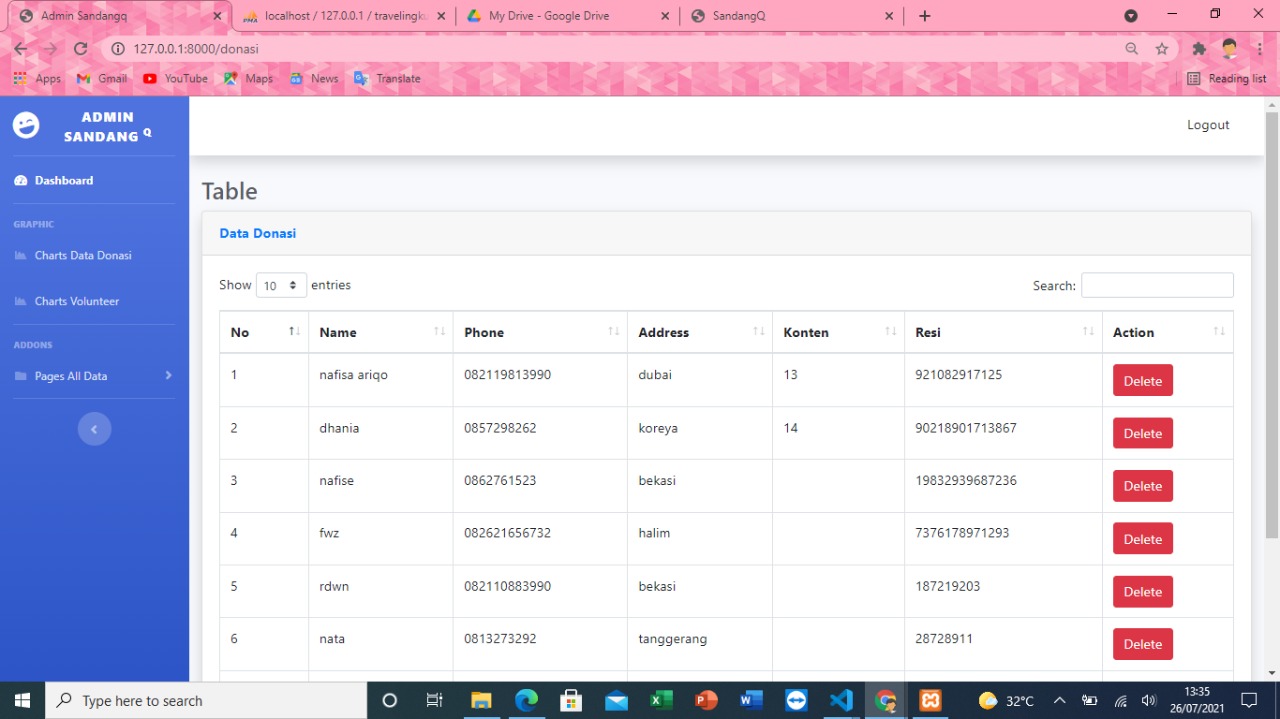 Admin Sandangq
localhost / 127.0.0.1 / travelingku
My Drive - Google Drive
SandangQ
127.0.0.1:8000/donasi
Apps Gmail YouTube Maps News Translate Reading list
ADMIN
SANDANG Q
Logout
Dashboard
GRAPHIC
Charts Data Donasi
Charts Volunteer
ADDONS
Pages All Data
Table
Data Donasi
Show 10 entries Search:
No Name Phone Address Konten Resi Action
1 nafisa ariqo 082119813990 dubai 13 921082917125 Delete
2 dhania 0857298262 koreya 14 90218901713867 Delete
3 nafise 0862761523 bekasi 19832939687236 Delete
4 fwz 082621656732 halim 7376178971293 Delete
5 rdwn 082110883990 bekasi 187219203 Delete
6 nata 0813273292 tanggerang 28728911 Delete
Type here to search
32°C
13:35
26/07/2021